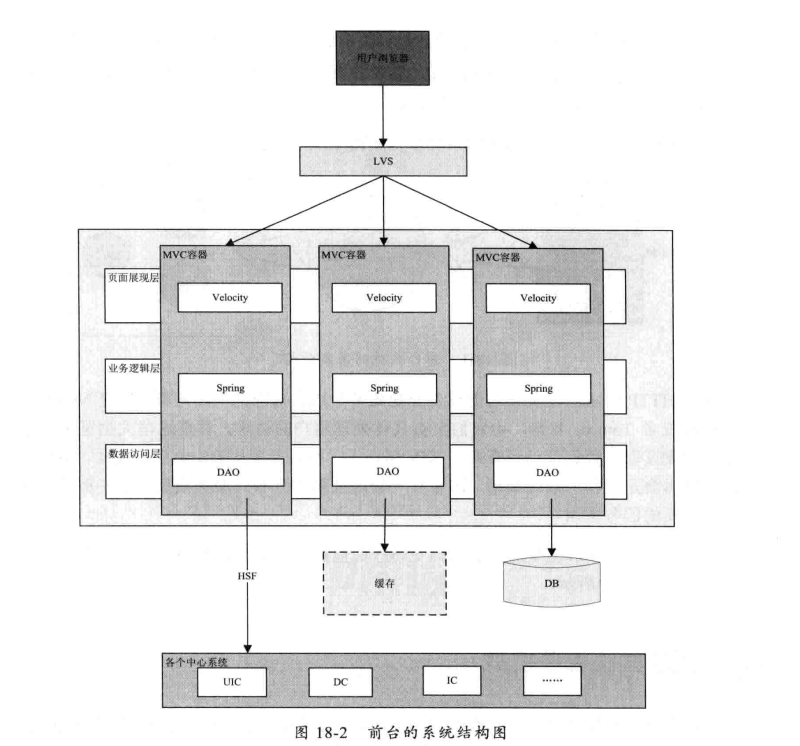 用户浏览器
LVS
MVC容器 MVC容器 MVC容器
页面展现层
Velocity Velocity Velocity
业务逻辑层
Spring Spring Spring
数据访问层
DAO DAO DAO
HSF
缓存
DB
各个中心系统
UIC DC IC ……
图 18-2 前台的系统结构图